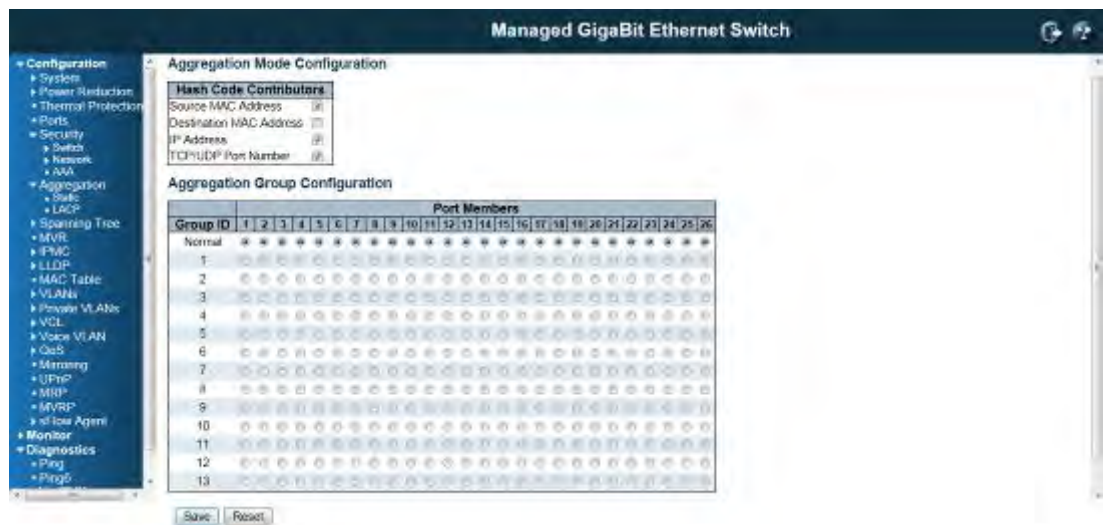 Managed GigaBit Ethernet Switch
Configuration
System
Power Reduction
Thermal Protection
Ports
Security
Switch
Network
AAA
Aggregation
Static
LACP
Spanning Tree
MVR
IPMC
LLDP
MAC Table
VLANs
Private VLANs
VCL
Voice VLAN
QoS
Mirroring
UPnP
MRP
MVRP
sFlow Agent
Monitor
Diagnostics
Ping
Ping6
Aggregation Mode Configuration
Hash Code Contributors
Source MAC Address
Destination MAC Address
IP Address
TCP/UDP Port Number
Aggregation Group Configuration
Port Members
Group ID 1 2 3 4 5 6 7 8 9 10 11 12 13 14 15 16 17 18 19 20 21 22 23 24 25 26
Normal
1
2
3
4
5
6
7
8
9
10
11
12
13
Save Reset